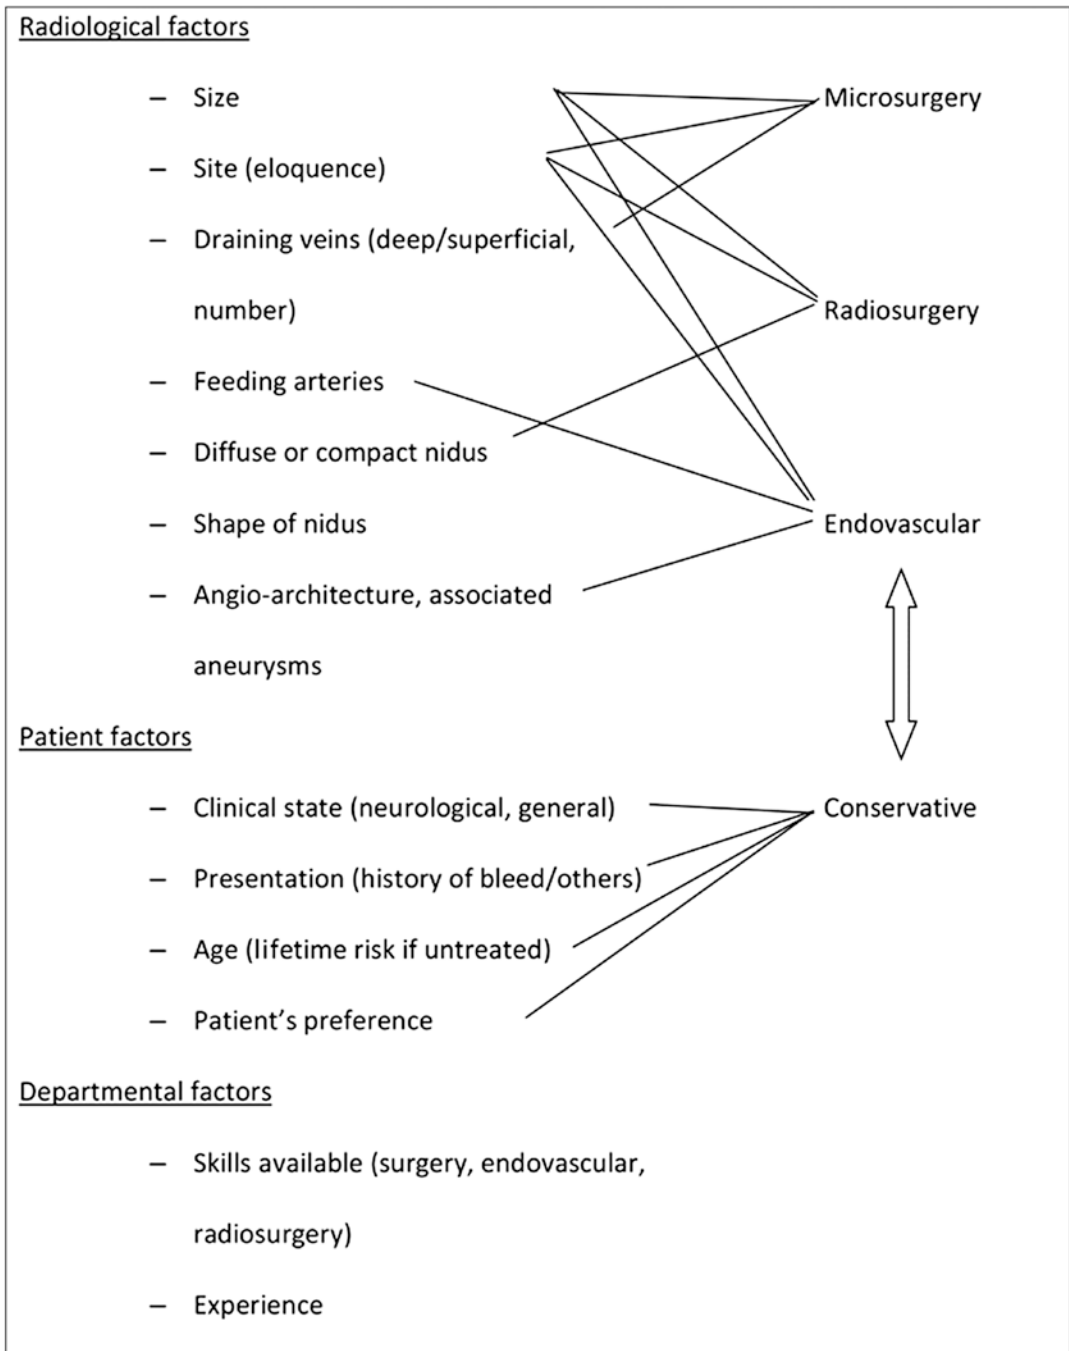 Radiological factors
– Size
Microsurgery
– Site (eloquence)
– Draining veins (deep/superficial,
number)
Radiosurgery
– Feeding arteries
– Diffuse or compact nidus
– Shape of nidus
Endovascular
– Angio-architecture, associated
aneurysms
Patient factors
– Clinical state (neurological, general)
Conservative
– Presentation (history of bleed/others)
– Age (lifetime risk if untreated)
– Patient’s preference
Departmental factors
– Skills available (surgery, endovascular,
radiosurgery)
– Experience